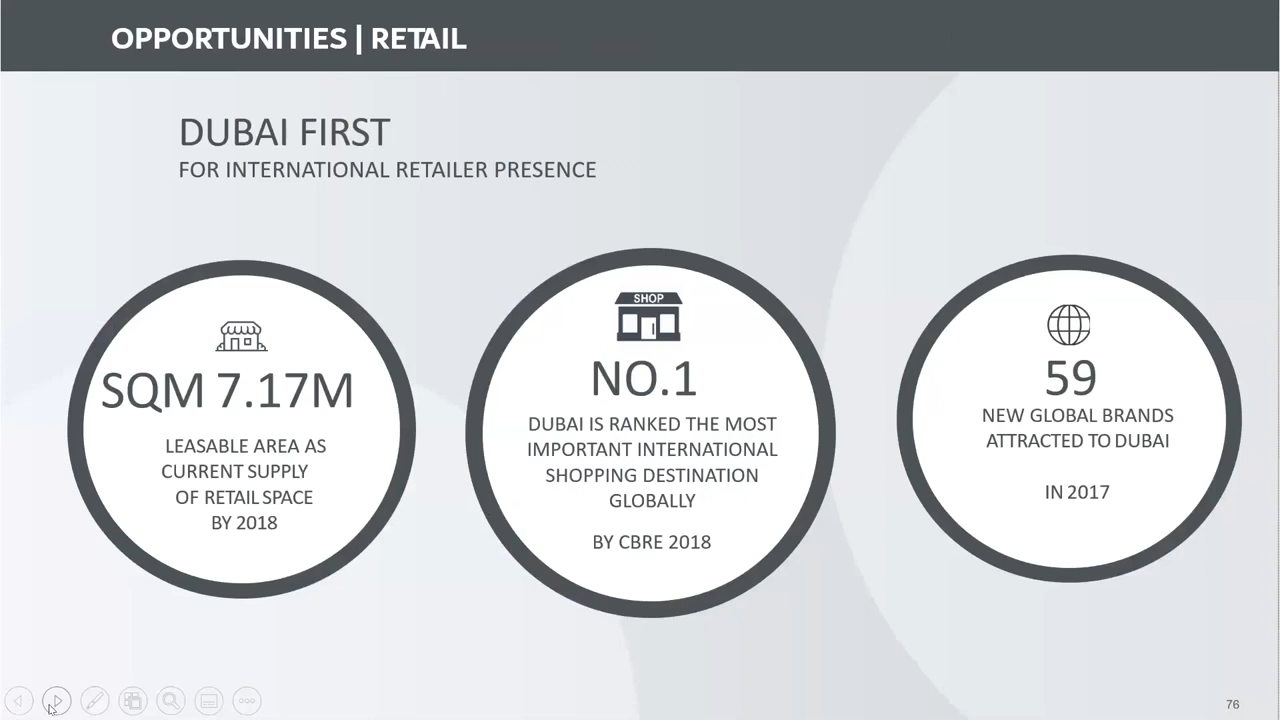 OPPORTUNITIES | RETAIL
DUBAI FIRST
FOR INTERNATIONAL RETAILER PRESENCE
SQM 7.17M
LEASABLE AREA AS
CURRENT SUPPLY
OF RETAIL SPACE
BY 2018
SHOP
NO.1
DUBAI IS RANKED THE MOST
IMPORTANT INTERNATIONAL
SHOPPING DESTINATION
GLOBALLY
BY CBRE 2018
59
NEW GLOBAL BRANDS
ATTRACTED TO DUBAI
IN 2017
76